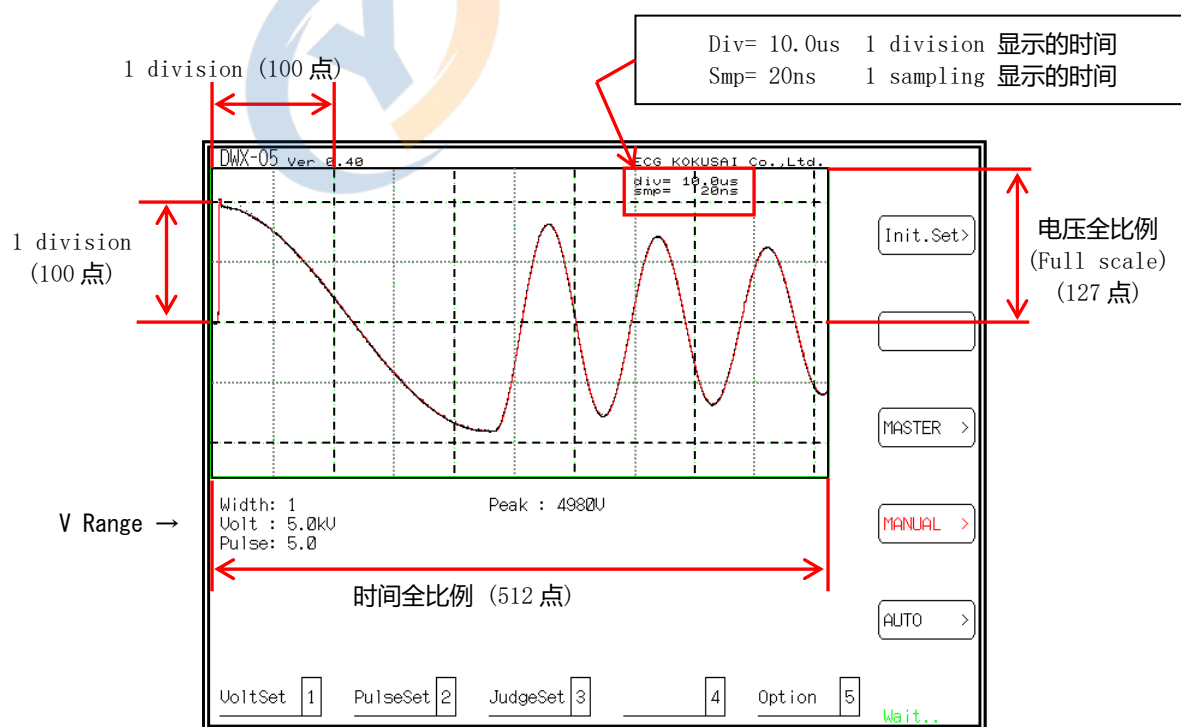 Div= 10.0us 1 division 显示的时间
Smp= 20ns 1 sampling 显示的时间
1 division (100 点)
DWX-05 Ver 0.40
ECG KOKUSAI Co.,Ltd.
div= 10.0us
smp= 20ns
1 division
(100 点)
Init.Set>
电压全比例
(Full scale)
(127 点)
MASTER >
Width: 1
Peak : 4980V
V Range →
Volt : 5.0kV
Pulse: 5.0
MANUAL >
时间全比例 (512 点)
AUTO >
VoltSet 1
PulseSet 2
JudgeSet 3
4
Option 5
Wait..